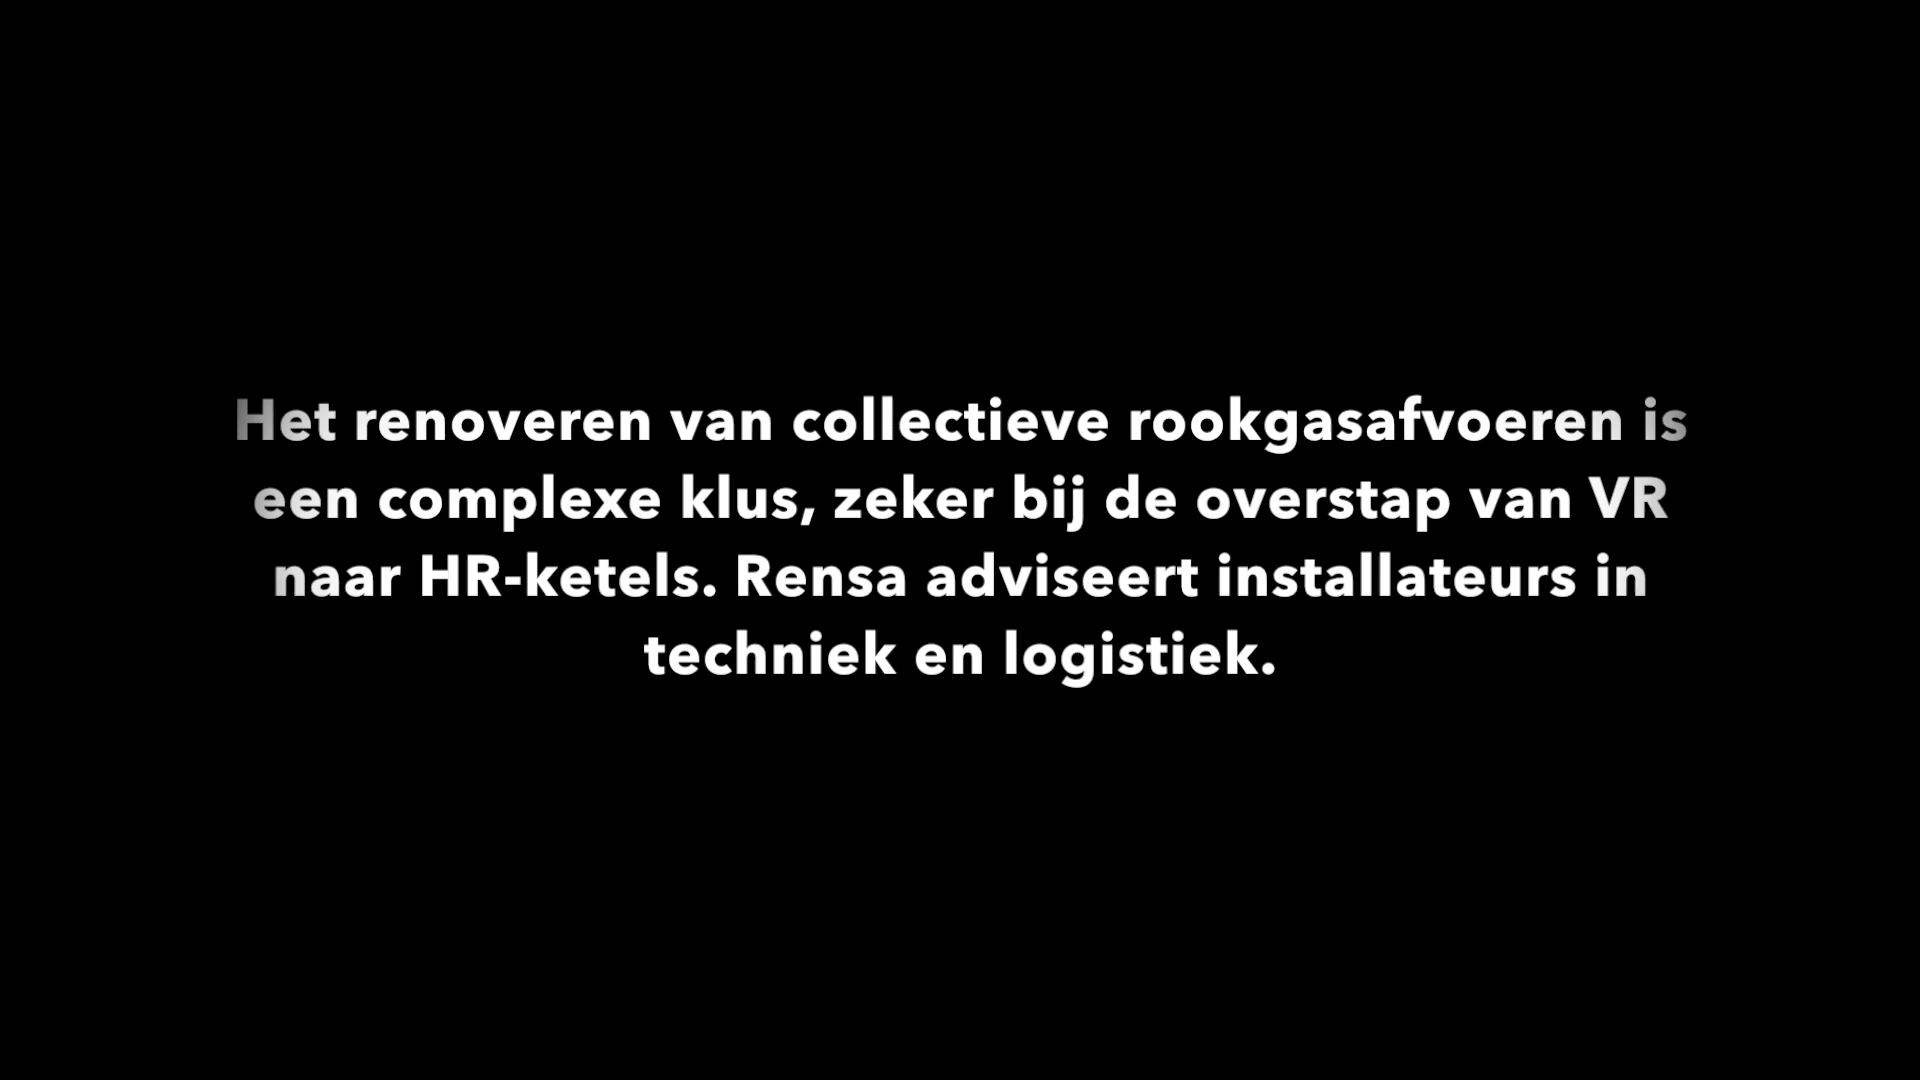 Het renoveren van collectieve rookgasafvoeren is
een complexe klus, zeker bij de overstap van VR
naar HR-ketels. Rensa adviseert installateurs in
techniek en logistiek.